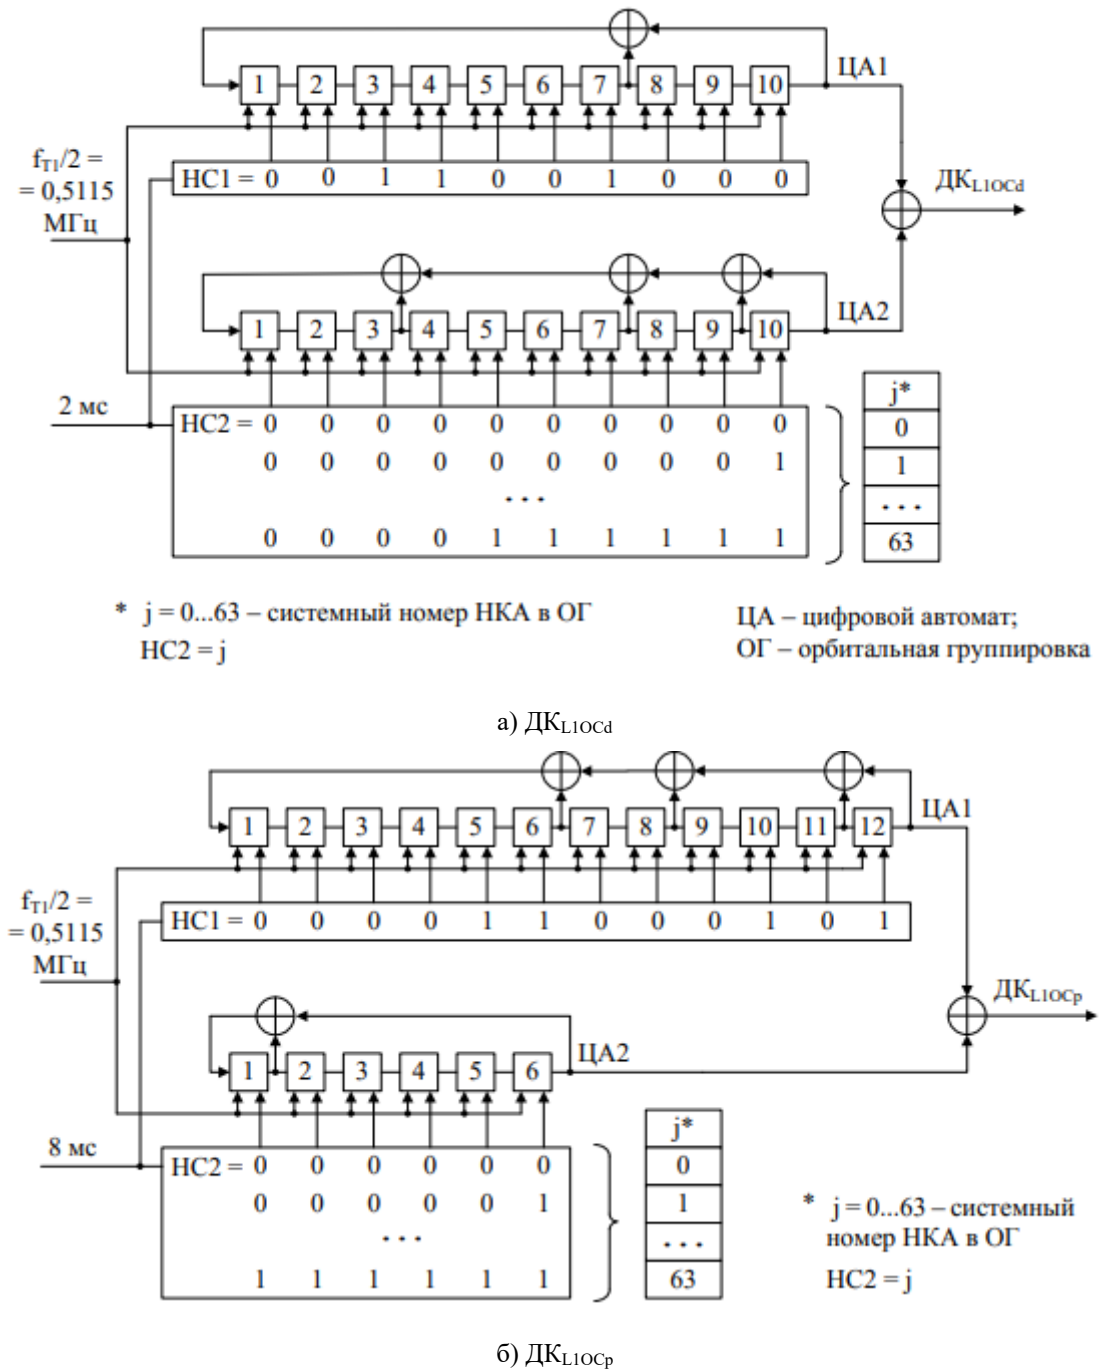 ЦА1
1 2 3 4 5 6 7 8 9 10
f_T1/2 =
= 0,5115
МГц
НС1 = 0 0 1 1 0 0 1 0 0 0
ДК_L1OCd
ЦА2
1 2 3 4 5 6 7 8 9 10
2 мс
j*
НС2 = 0 0 0 0 0 0 0 0 0 0
0
0 0 0 0 0 0 0 0 0 1
1
. . .
. . .
0 0 0 0 1 1 1 1 1 1
63
* j = 0...63 – системный номер НКА в ОГ
НС2 = j
ЦА – цифровой автомат;
ОГ – орбитальная группировка
а) ДК_L1OCd
ЦА1
1 2 3 4 5 6 7 8 9 10 11 12
f_T1/2 =
= 0,5115
МГц
НС1 = 0 0 0 0 1 1 0 0 0 1 0 1
ДК_L1OCp
ЦА2
1 2 3 4 5 6
8 мс
j*
НС2 = 0 0 0 0 0 0
0
0 0 0 0 0 1
1
. . .
. . .
1 1 1 1 1 1
63
* j = 0...63 – системный
номер НКА в ОГ
НС2 = j
б) ДК_L1OCp